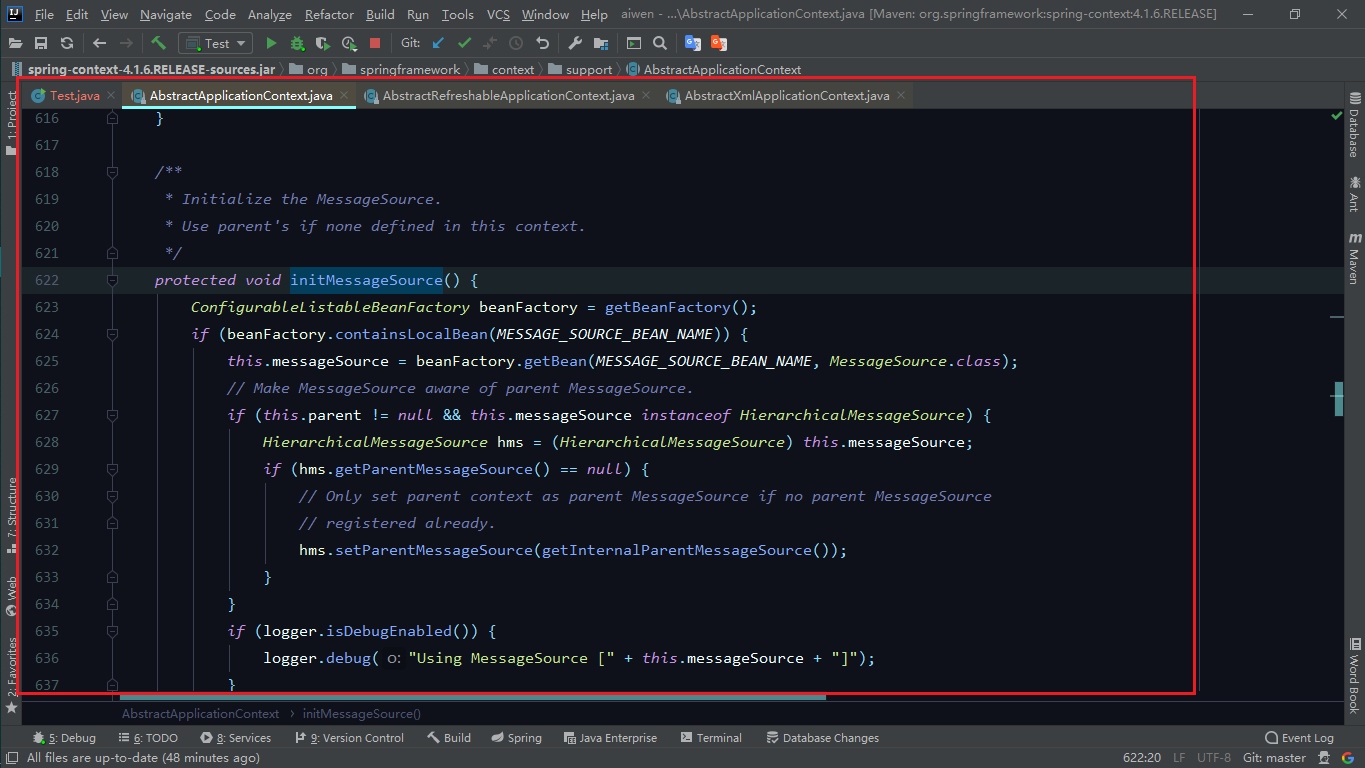 File Edit View Navigate Code Analyze Refactor Build Run Tools VCS Window Help aiwen - ...\AbstractApplicationContext.java [Maven: org.springframework:spring-context:4.1.6.RELEASE]
Test Git:
spring-context-4.1.6.RELEASE-sources.jar org springframework context support AbstractApplicationContext
Test.java AbstractApplicationContext.java AbstractRefreshableApplicationContext.java AbstractXmlApplicationContext.java
616 }
617
618 /**
619 * Initialize the MessageSource.
620 * Use parent's if none defined in this context.
621 */
622 protected void initMessageSource() {
623 ConfigurableListableBeanFactory beanFactory = getBeanFactory();
624 if (beanFactory.containsLocalBean(MESSAGE_SOURCE_BEAN_NAME)) {
625 this.messageSource = beanFactory.getBean(MESSAGE_SOURCE_BEAN_NAME, MessageSource.class);
626 // Make MessageSource aware of parent MessageSource.
627 if (this.parent != null && this.messageSource instanceof HierarchicalMessageSource) {
628 HierarchicalMessageSource hms = (HierarchicalMessageSource) this.messageSource;
629 if (hms.getParentMessageSource() == null) {
630 // Only set parent context as parent MessageSource if no parent MessageSource
631 // registered already.
632 hms.setParentMessageSource(getInternalParentMessageSource());
633 }
634 }
635 if (logger.isDebugEnabled()) {
636 logger.debug( o: "Using MessageSource [" + this.messageSource + "]");
637 }
1: Project
7: Structure
Web
2: Favorites
Database
Ant
m Maven
Word Book
AbstractApplicationContext › initMessageSource()
5: Debug 6: TODO 8: Services 9: Version Control Build Spring Java Enterprise Terminal Database Changes Event Log
All files are up-to-date (48 minutes ago) 622:20 LF UTF-8 Git: master